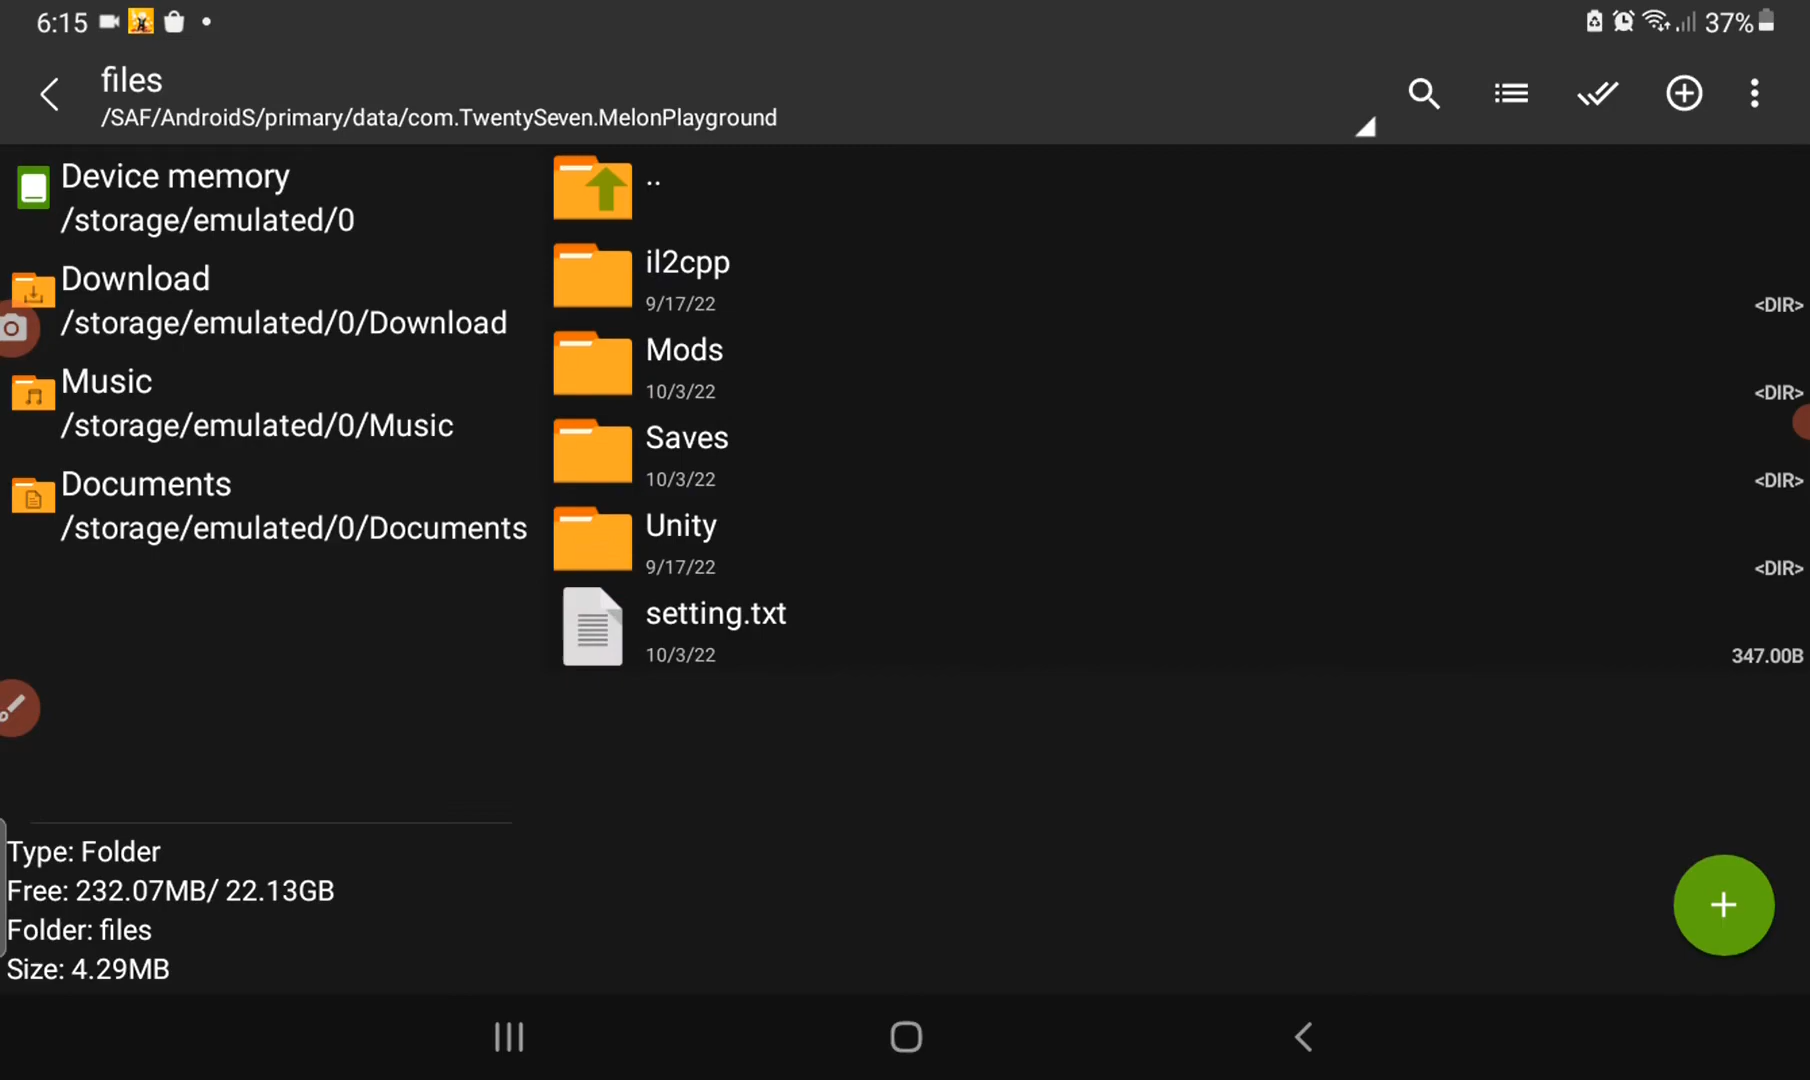 6:15
37%
files
/SAF/AndroidS/primary/data/com.TwentySeven.MelonPlayground
Device memory
/storage/emulated/0
Download
/storage/emulated/0/Download
Music
/storage/emulated/0/Music
Documents
/storage/emulated/0/Documents
..
il2cpp
9/17/22
<DIR>
Mods
10/3/22
<DIR>
Saves
10/3/22
<DIR>
Unity
9/17/22
<DIR>
setting.txt
10/3/22
347.00B
Type: Folder
Free: 232.07MB/ 22.13GB
Folder: files
Size: 4.29MB